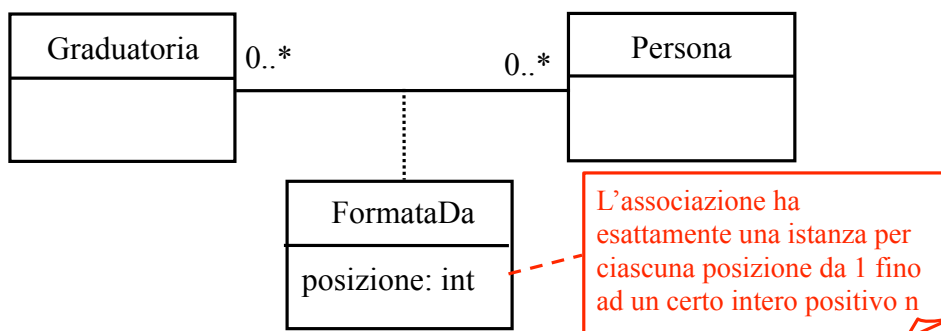 Graduatoria
Persona
0..*
0..*
FormataDa
posizione: int
L’associazione ha
esattamente una istanza per
ciascuna posizione da 1 fino
ad un certo intero positivo n